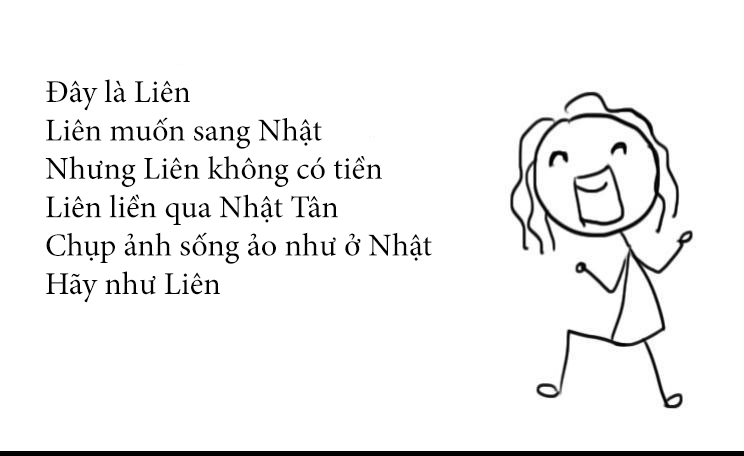 Đây là Liên
Liên muốn sang Nhật
Nhưng Liên không có tiền
Liên liền qua Nhật Tân
Chụp ảnh sống ảo như ở Nhật
Hãy như Liên